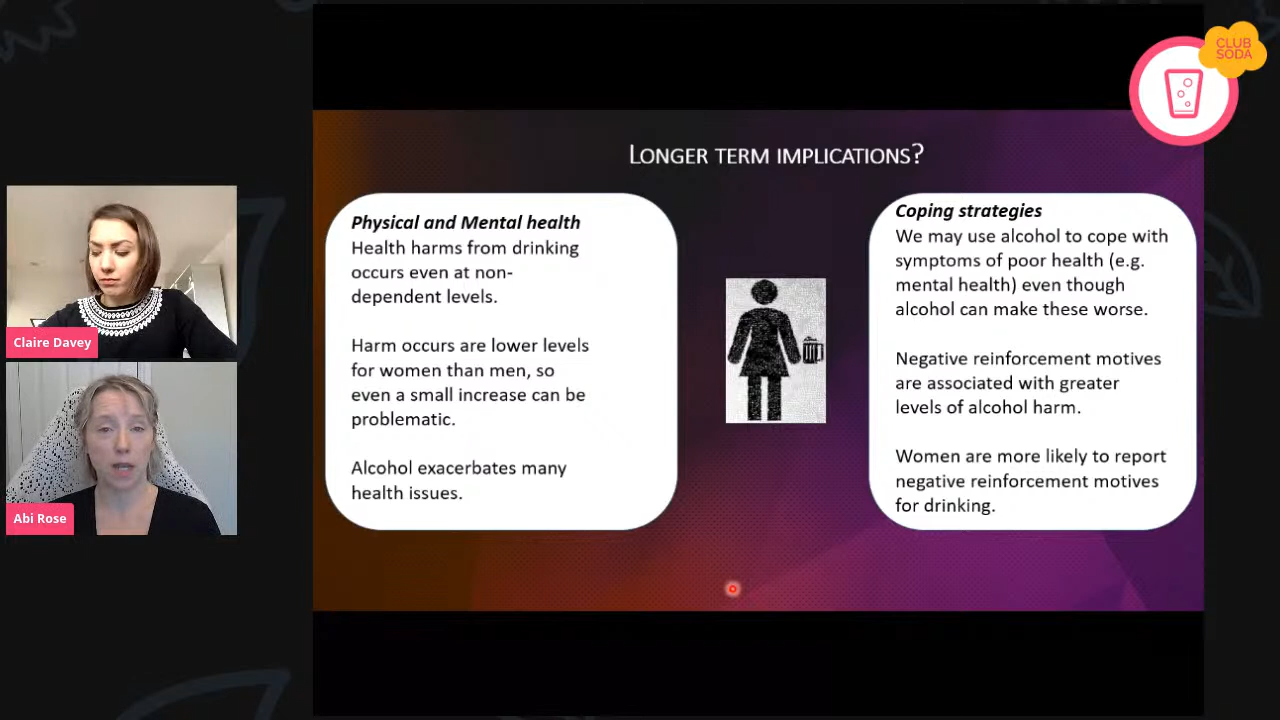 CLUB
SODA
LONGER TERM IMPLICATIONS?
Physical and Mental health
Health harms from drinking
occurs even at non-
dependent levels.
Harm occurs are lower levels
for women than men, so
even a small increase can be
problematic.
Alcohol exacerbates many
health issues.
Coping strategies
We may use alcohol to cope with
symptoms of poor health (e.g.
mental health) even though
alcohol can make these worse.
Negative reinforcement motives
are associated with greater
levels of alcohol harm.
Women are more likely to report
negative reinforcement motives
for drinking.
Claire Davey
Abi Rose